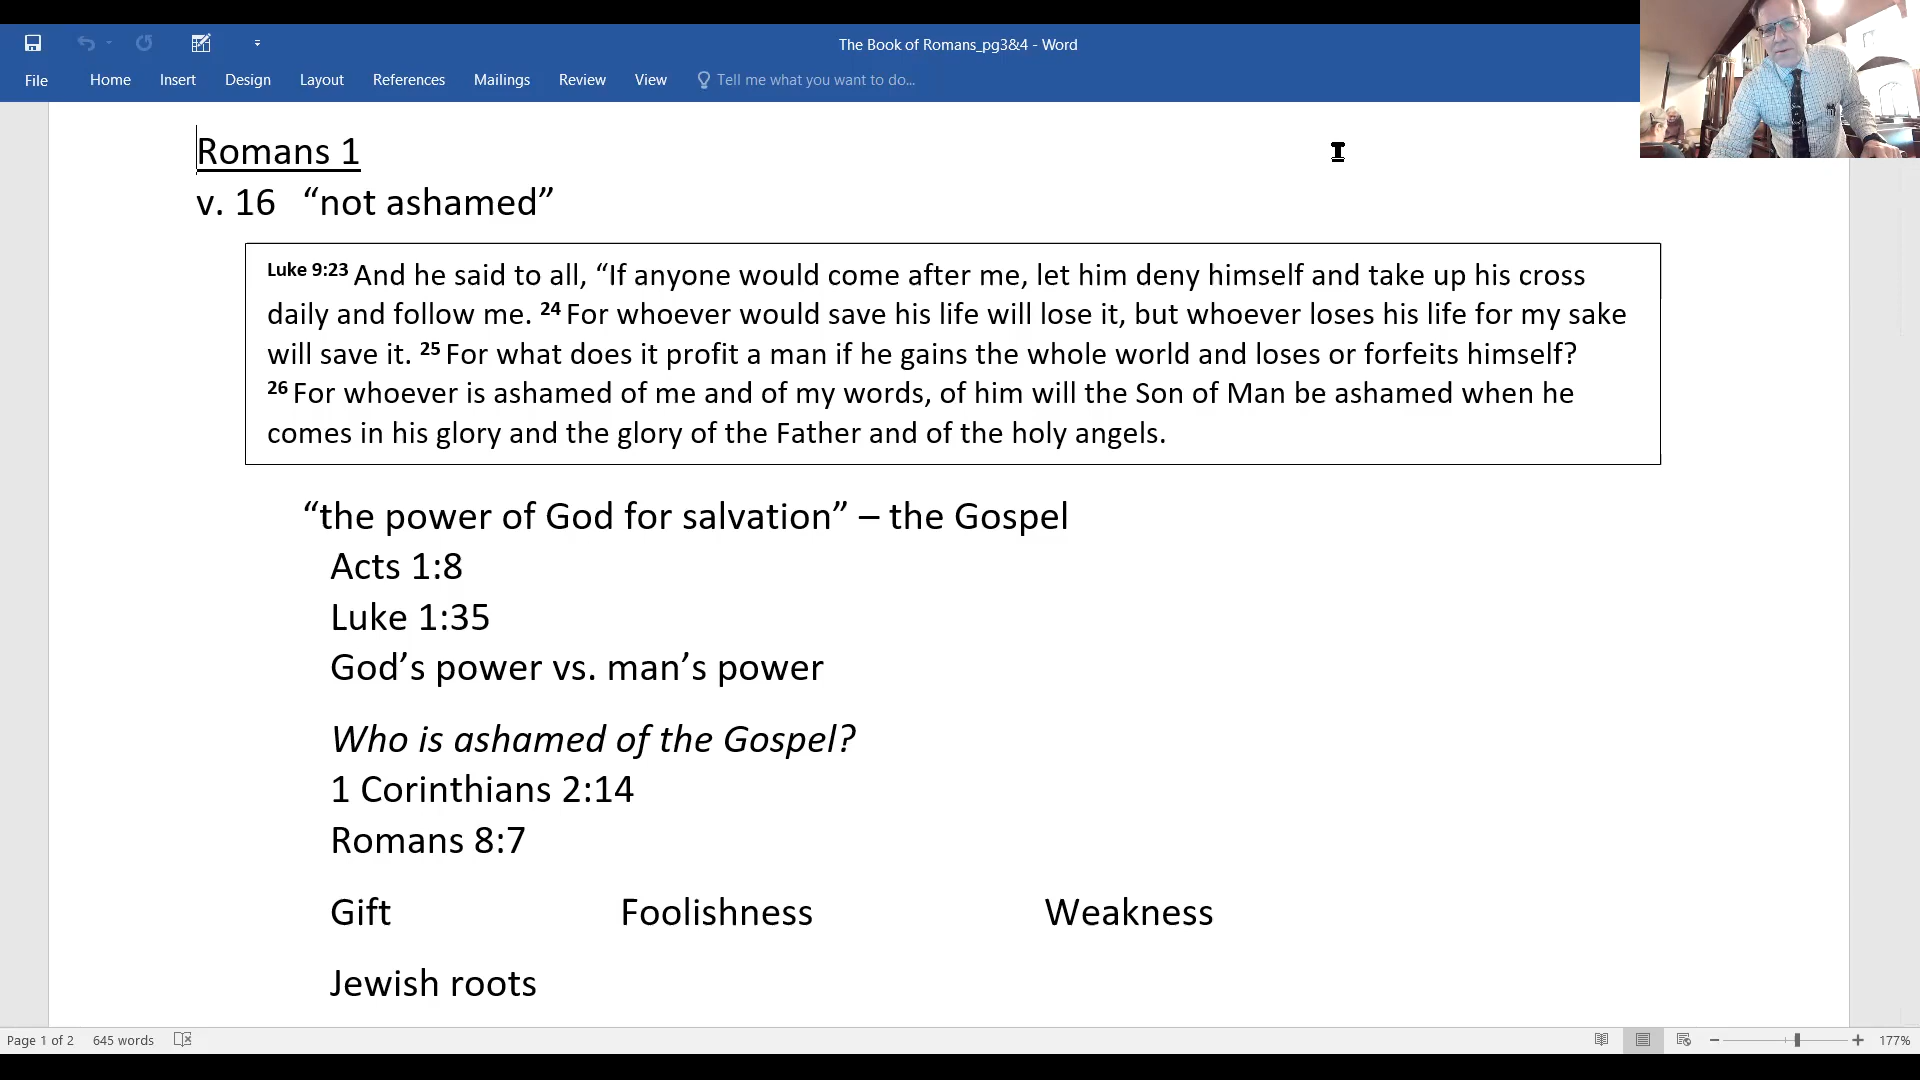 The Book of Romans_pg3&4 - Word
File Home Insert Design Layout References Mailings Review View Tell me what you want to do...
Romans 1
v. 16 “not ashamed”
Luke 9:23 And he said to all, “If anyone would come after me, let him deny himself and take up his cross
daily and follow me. 24 For whoever would save his life will lose it, but whoever loses his life for my sake
will save it. 25 For what does it profit a man if he gains the whole world and loses or forfeits himself?
26 For whoever is ashamed of me and of my words, of him will the Son of Man be ashamed when he
comes in his glory and the glory of the Father and of the holy angels.
“the power of God for salvation” – the Gospel
Acts 1:8
Luke 1:35
God’s power vs. man’s power
Who is ashamed of the Gospel?
1 Corinthians 2:14
Romans 8:7
Gift Foolishness Weakness
Jewish roots
Page 1 of 2 645 words 177%